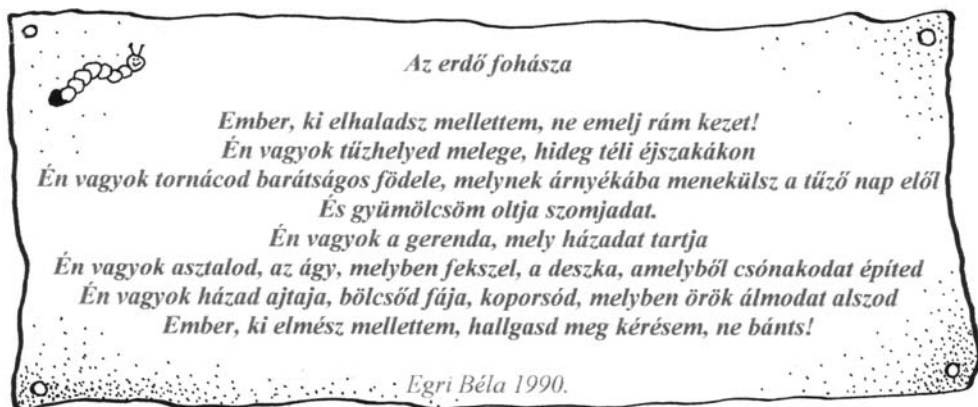 Az erdő fohásza
Ember, ki elhaladsz mellettem, ne emelj rám kezet!
Én vagyok tűzhelyed melege, hideg téli éjszakákon
Én vagyok tornácod barátságos födele, melynek árnyékába menekülsz a tűző nap elől
És gyümölcsöm oltja szomjadat.
Én vagyok a gerenda, mely házadat tartja
Én vagyok asztalod, az ágy, melyben fekszel, a deszka, amelyből csónakodat építed
Én vagyok házad ajtaja, bölcsőd fája, koporsód, melyben örök álmodat alszod
Ember, ki elmész mellettem, hallgasd meg kérésem, ne bánts!
Egri Béla 1990.